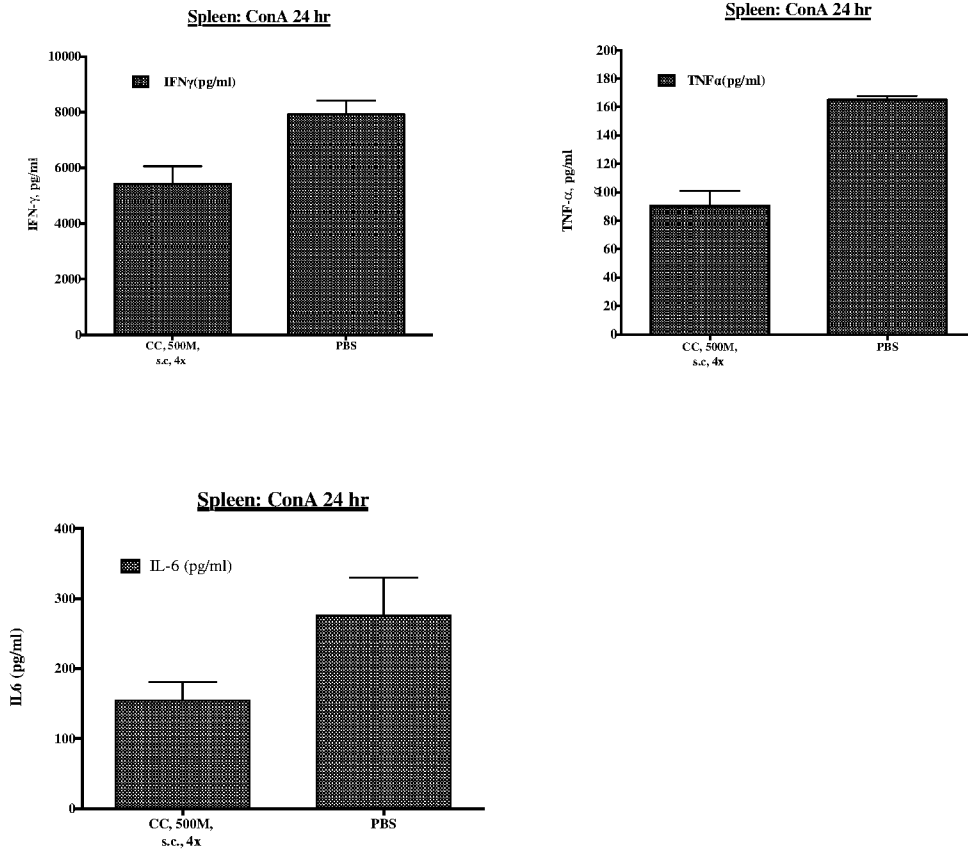 Spleen: ConA 24 hr
IFNγ(pg/ml)
IFN-γ, pg/ml
10000
8000
6000
4000
2000
0
CC, 500M,
s.c, 4x
PBS
Spleen: ConA 24 hr
TNFα(pg/ml)
TNF-α, pg/ml
α
200
180
160
140
120
100
80
60
40
20
0
CC, 500M,
s.c, 4x
PBS
Spleen: ConA 24 hr
IL-6 (pg/ml)
IL6 (pg/ml)
400
300
200
100
0
CC, 500M,
s.c., 4x
PBS